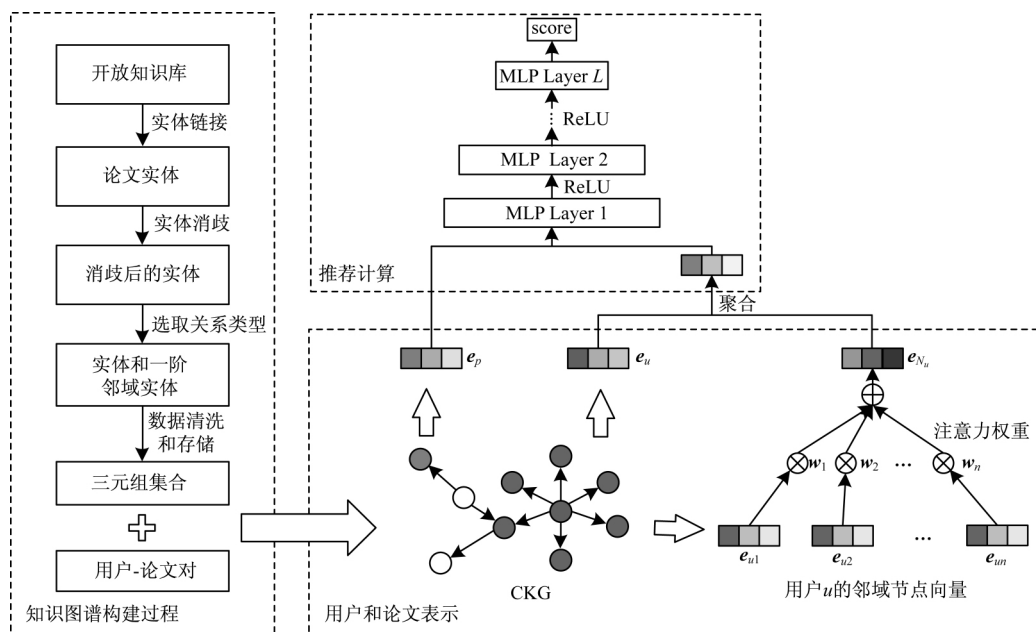 开放知识库
实体链接
论文实体
实体消歧
消歧后的实体
选取关系类型
实体和一阶
邻域实体
数据清洗
和存储
三元组集合
用户-论文对
知识图谱构建过程
score
MLP Layer L
⋮ ReLU
MLP Layer 2
ReLU
MLP Layer 1
推荐计算
聚合
e_p
e_u
e_{N_u}
注意力权重
w_1 w_2 … w_n
e_{u1} e_{u2} … e_{un}
CKG
用户u的邻域节点向量
用户和论文表示